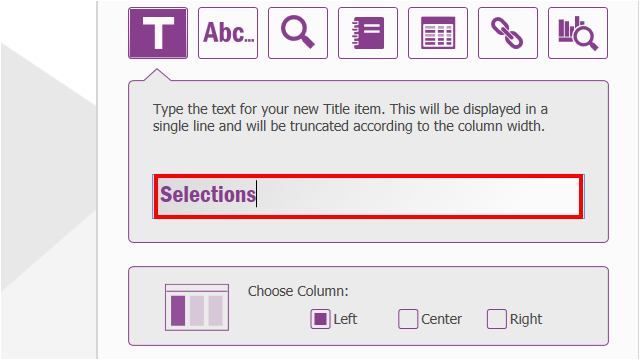 T
Abc...
Type the text for your new Title item. This will be displayed in a
single line and will be truncated according to the column width.
Selections
Choose Column:
Left Center Right